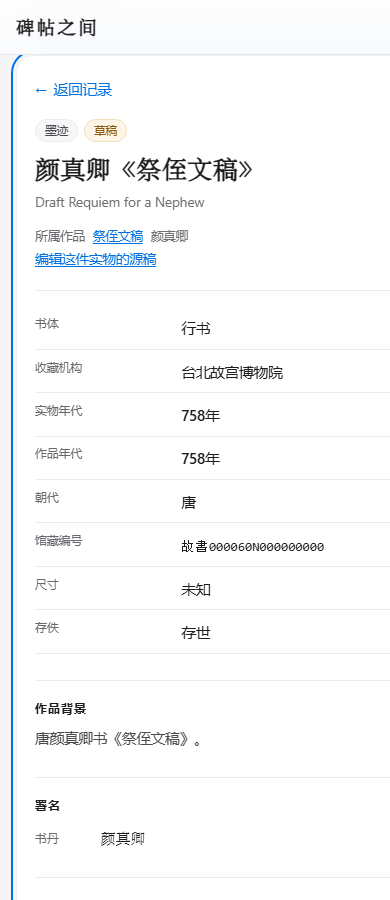 碑帖之间
← 返回记录
墨迹 草稿
颜真卿《祭侄文稿》
Draft Requiem for a Nephew
所属作品 祭侄文稿 颜真卿
编辑这件实物的源稿
书体 行书
收藏机构 台北故宫博物院
实物年代 758年
作品年代 758年
朝代 唐
馆藏编号 故書000060N000000000
尺寸 未知
存佚 存世
作品背景
唐颜真卿书《祭侄文稿》。
署名
书丹 颜真卿